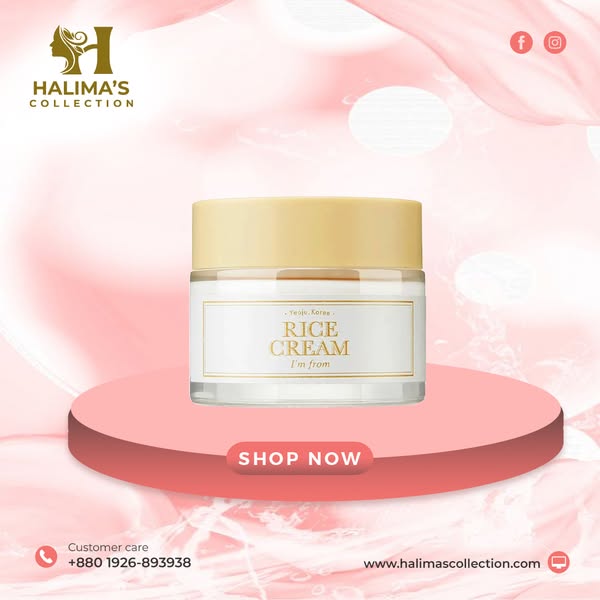 HALIMA'S
COLLECTION
· Yeoju, Korea ·
RICE
CREAM
I'm from
SHOP NOW
Customer care
+880 1926-893938
www.halimascollection.com